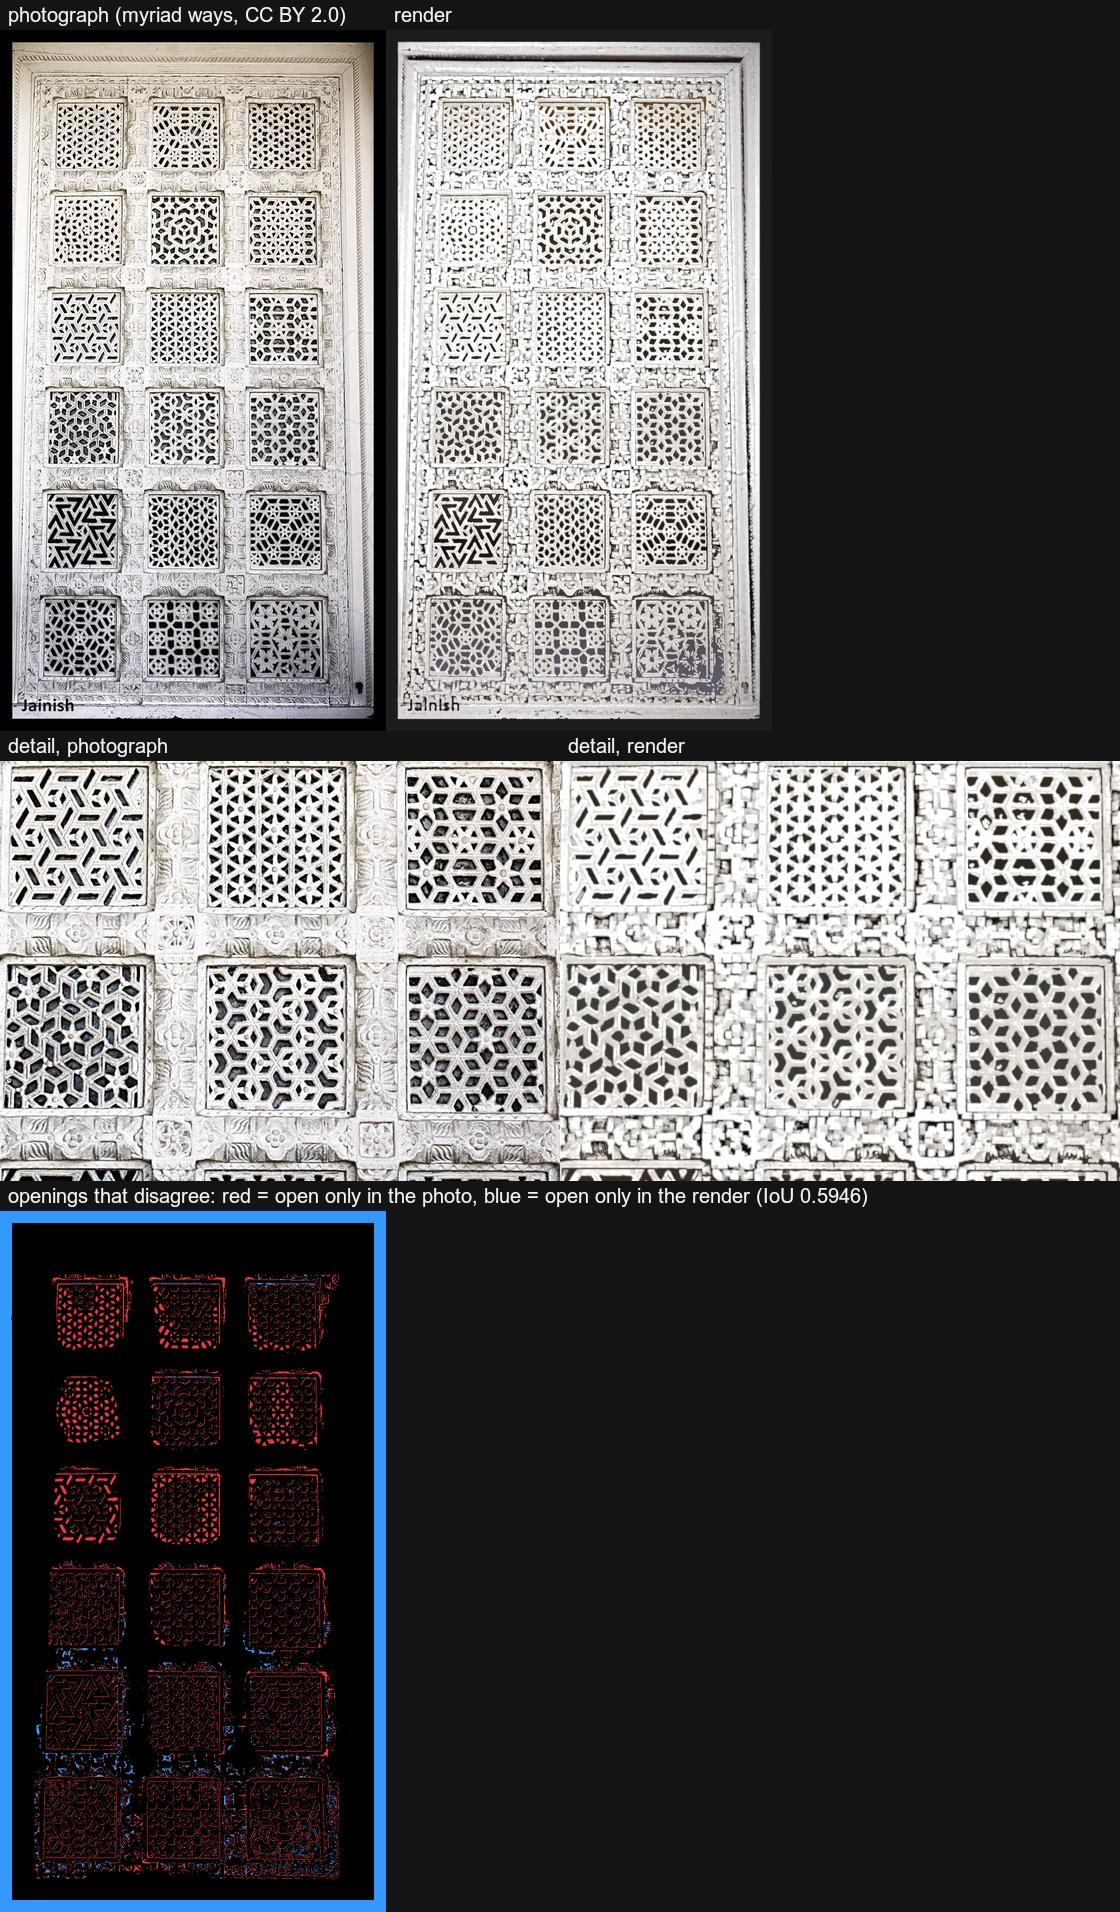 photograph (myriad ways, CC BY 2.0)
render
Jainish
Jainish
detail, photograph
detail, render
openings that disagree: red = open only in the photo, blue = open only in the render (IoU 0.5946)